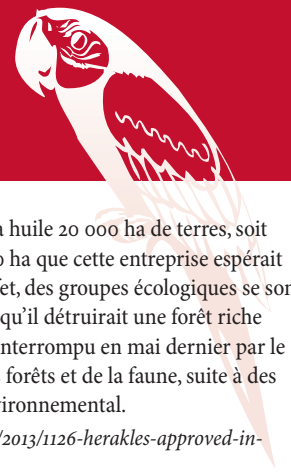 huile 20 000 ha de terres, soit
ha que cette entreprise espérait
des groupes écologiques se son
qu'il détruirait une forêt riche
nterrompu en mai dernier par le
forêts et de la faune, suite à des
ironnemental.
/2013/1126-herakles-approved-in-